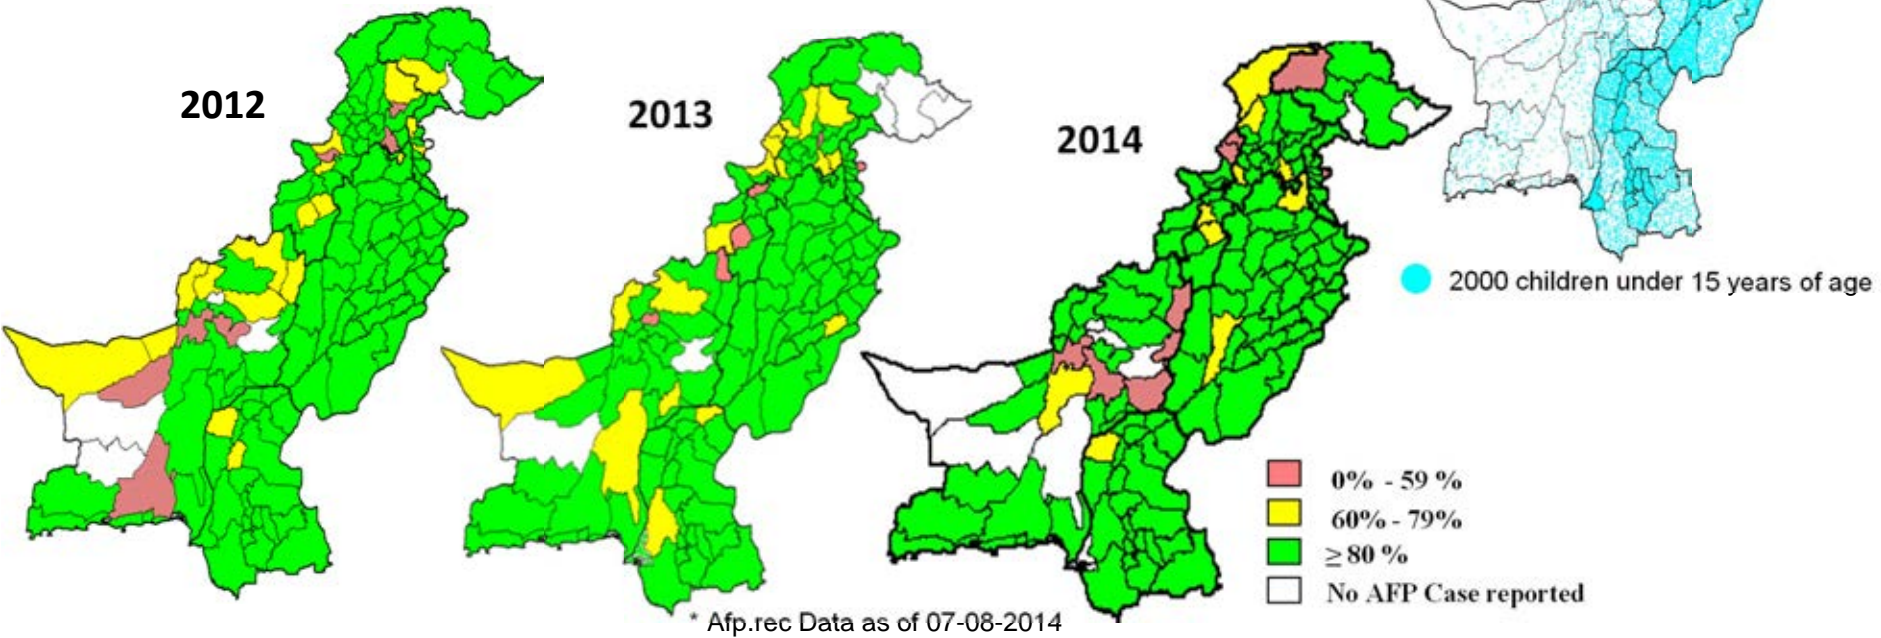 2012
2013
2014
2000 children under 15 years of age
0% - 59 %
60% - 79%
≥ 80 %
No AFP Case reported
* Afp.rec Data as of 07-08-2014